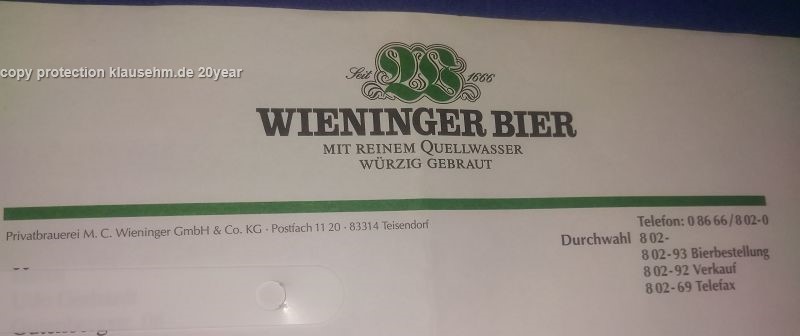 copy protection klausehm.de 20year
Seit 1666
WIENINGER BIER
MIT REINEM QUELLWASSER
WÜRZIG GEBRAUT
Privatbrauerei M. C. Wieninger GmbH & Co. KG · Postfach 11 20 · 83314 Teisendorf
Telefon: 0 86 66/8 02-0
Durchwahl 8 02-
8 02-93 Bierbestellung
8 02-92 Verkauf
8 02-69 Telefax